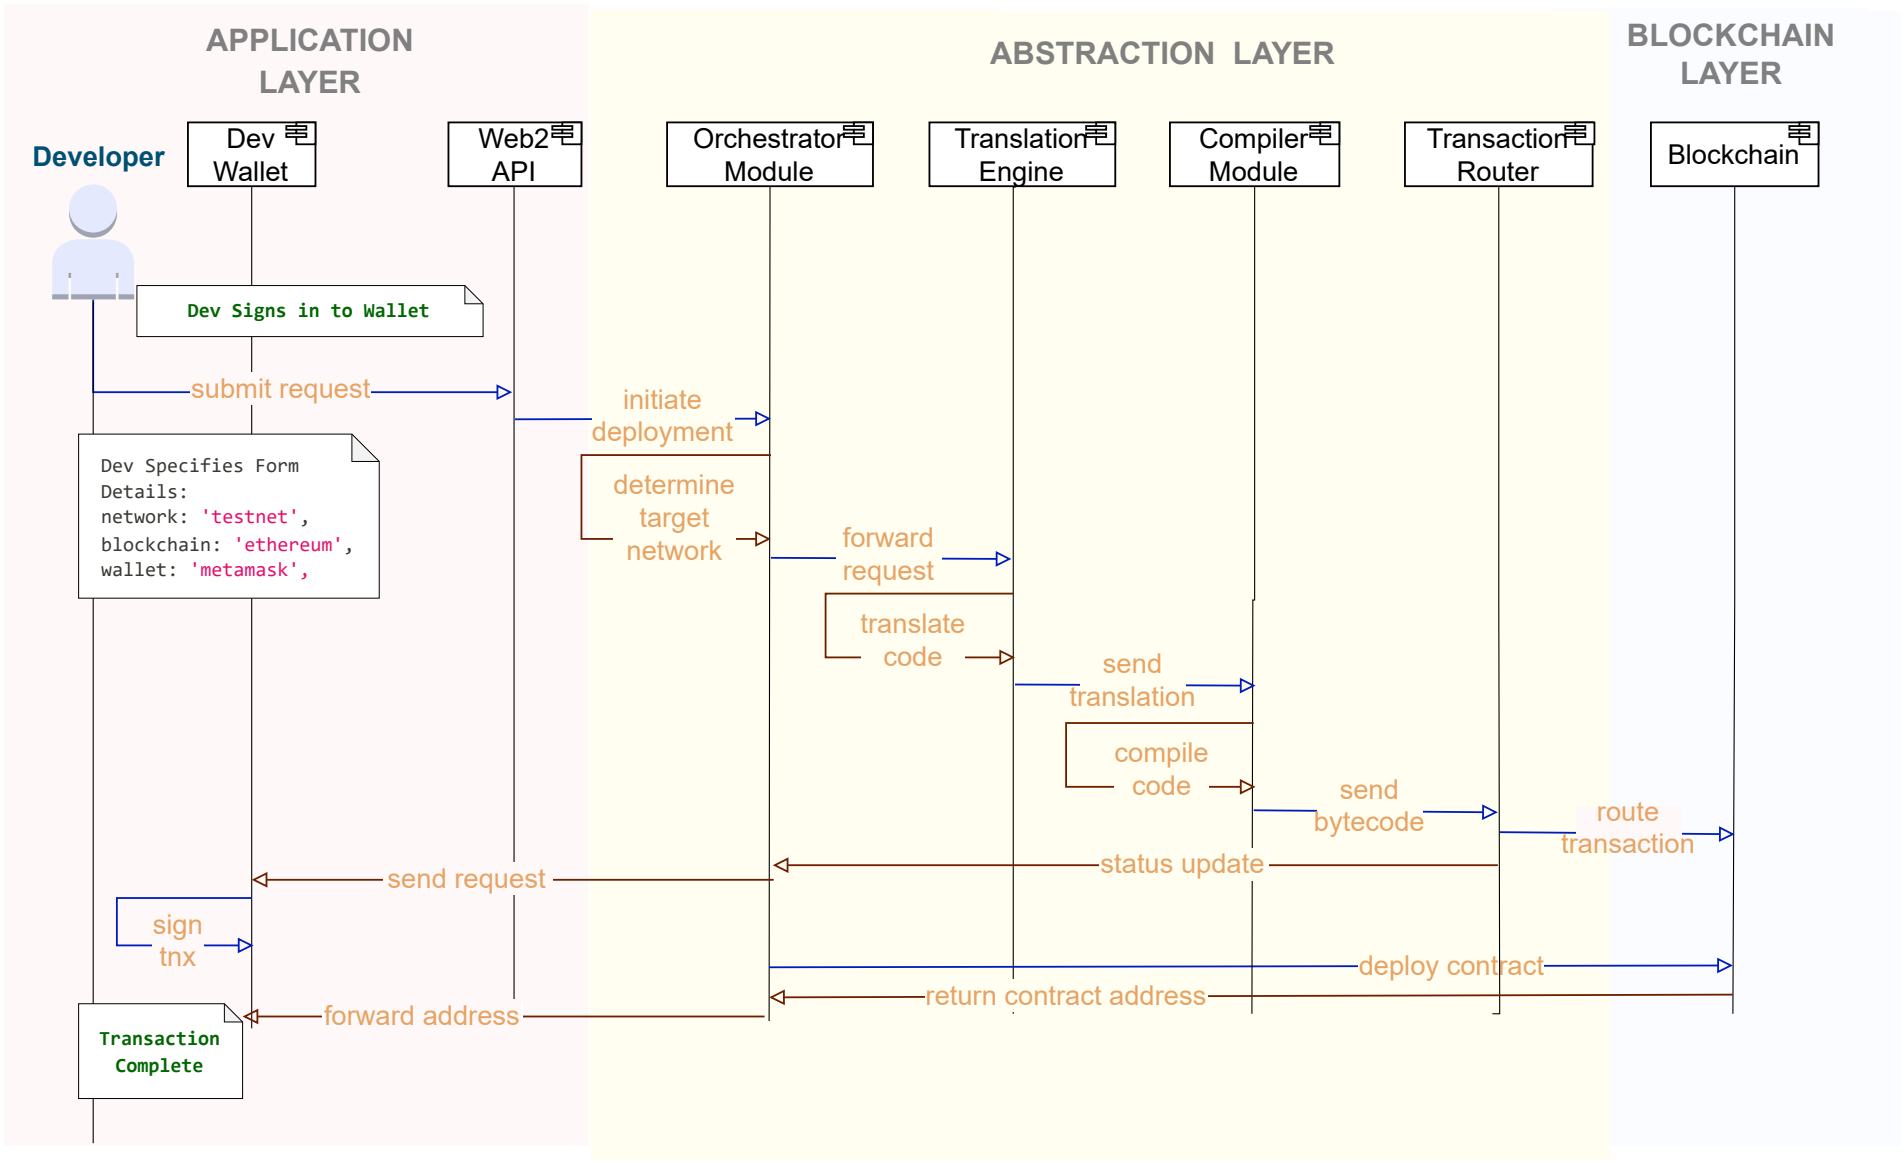 APPLICATION
LAYER
ABSTRACTION LAYER
BLOCKCHAIN
LAYER
Developer
Dev
Wallet
Web2
API
Orchestrator
Module
Translation
Engine
Compiler
Module
Transaction
Router
Blockchain
Dev Signs in to Wallet
submit request
initiate
deployment
Dev Specifies Form
Details:
network: 'testnet',
blockchain: 'ethereum',
wallet: 'metamask',
determine
target
network
forward
request
translate
code
send
translation
compile
code
send
bytecode
route
transaction
status update
send request
sign
tnx
deploy contract
return contract address
forward address
Transaction
Complete